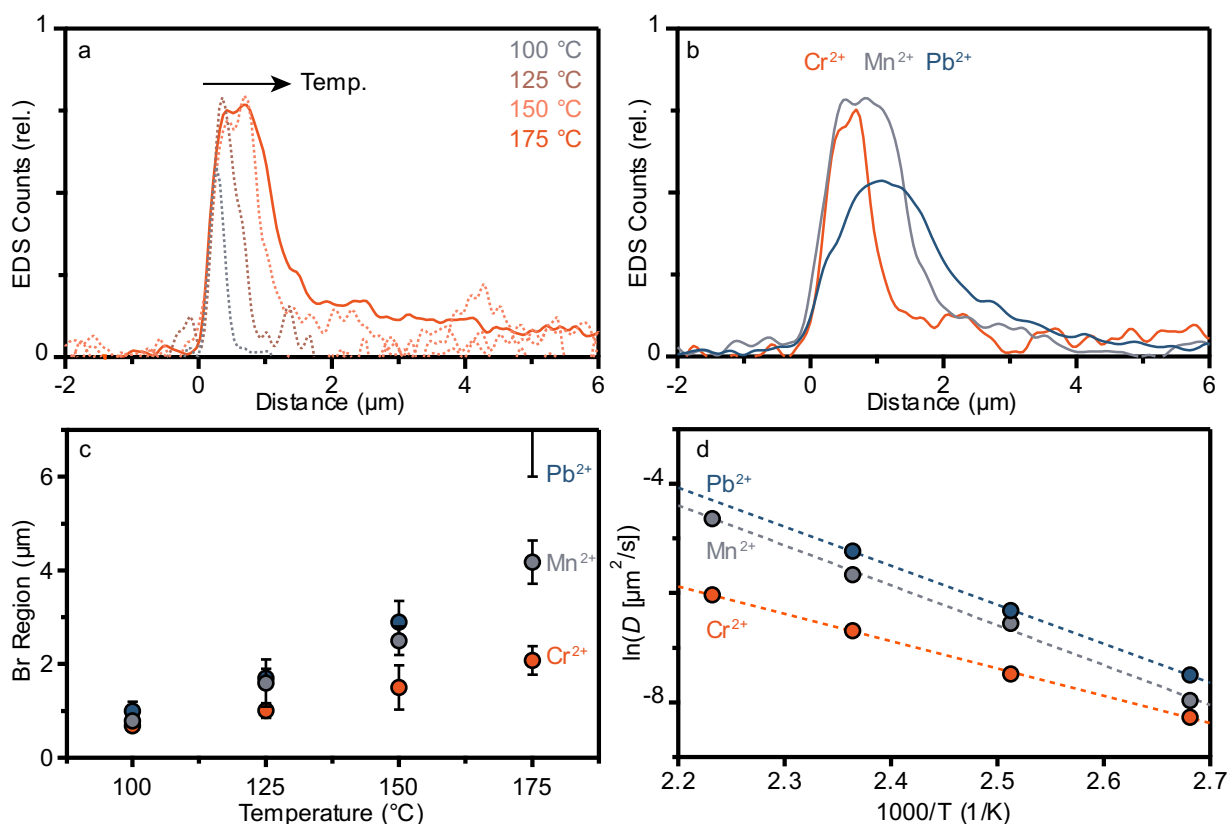 a
100 °C
125 °C
150 °C
175 °C
Temp.
EDS Counts (rel.)
1
0
-2 0 2 4 6
Distance (µm)
b
Cr²⁺ Mn²⁺ Pb²⁺
EDS Counts (rel.)
1
0
-2 0 2 4 6
Distance (µm)
c
Pb²⁺
Mn²⁺
Cr²⁺
Br Region (µm)
6
4
2
0
100 125 150 175
Temperature (°C)
d
Pb²⁺
Mn²⁺
Cr²⁺
ln(D [µm²/s])
-4
-8
2.2 2.3 2.4 2.5 2.6 2.7
1000/T (1/K)